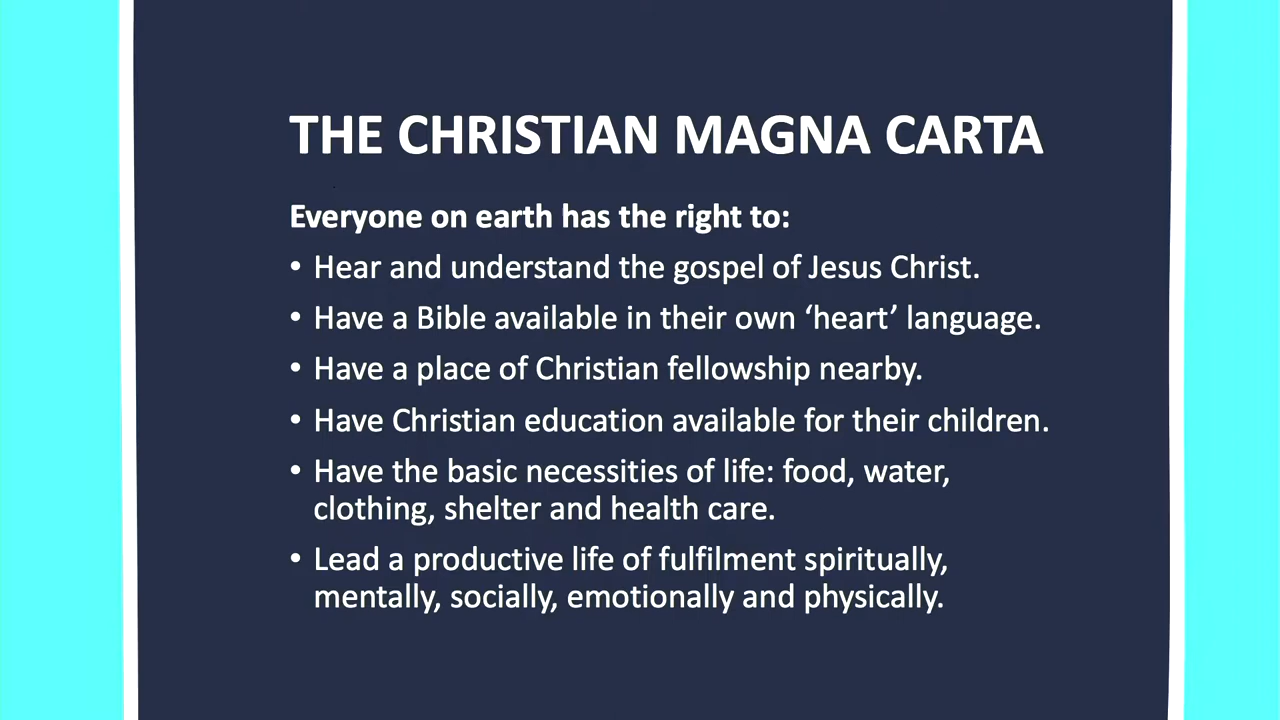 THE CHRISTIAN MAGNA CARTA
Everyone on earth has the right to:
• Hear and understand the gospel of Jesus Christ.
• Have a Bible available in their own ‘heart’ language.
• Have a place of Christian fellowship nearby.
• Have Christian education available for their children.
• Have the basic necessities of life: food, water,
clothing, shelter and health care.
• Lead a productive life of fulfilment spiritually,
mentally, socially, emotionally and physically.